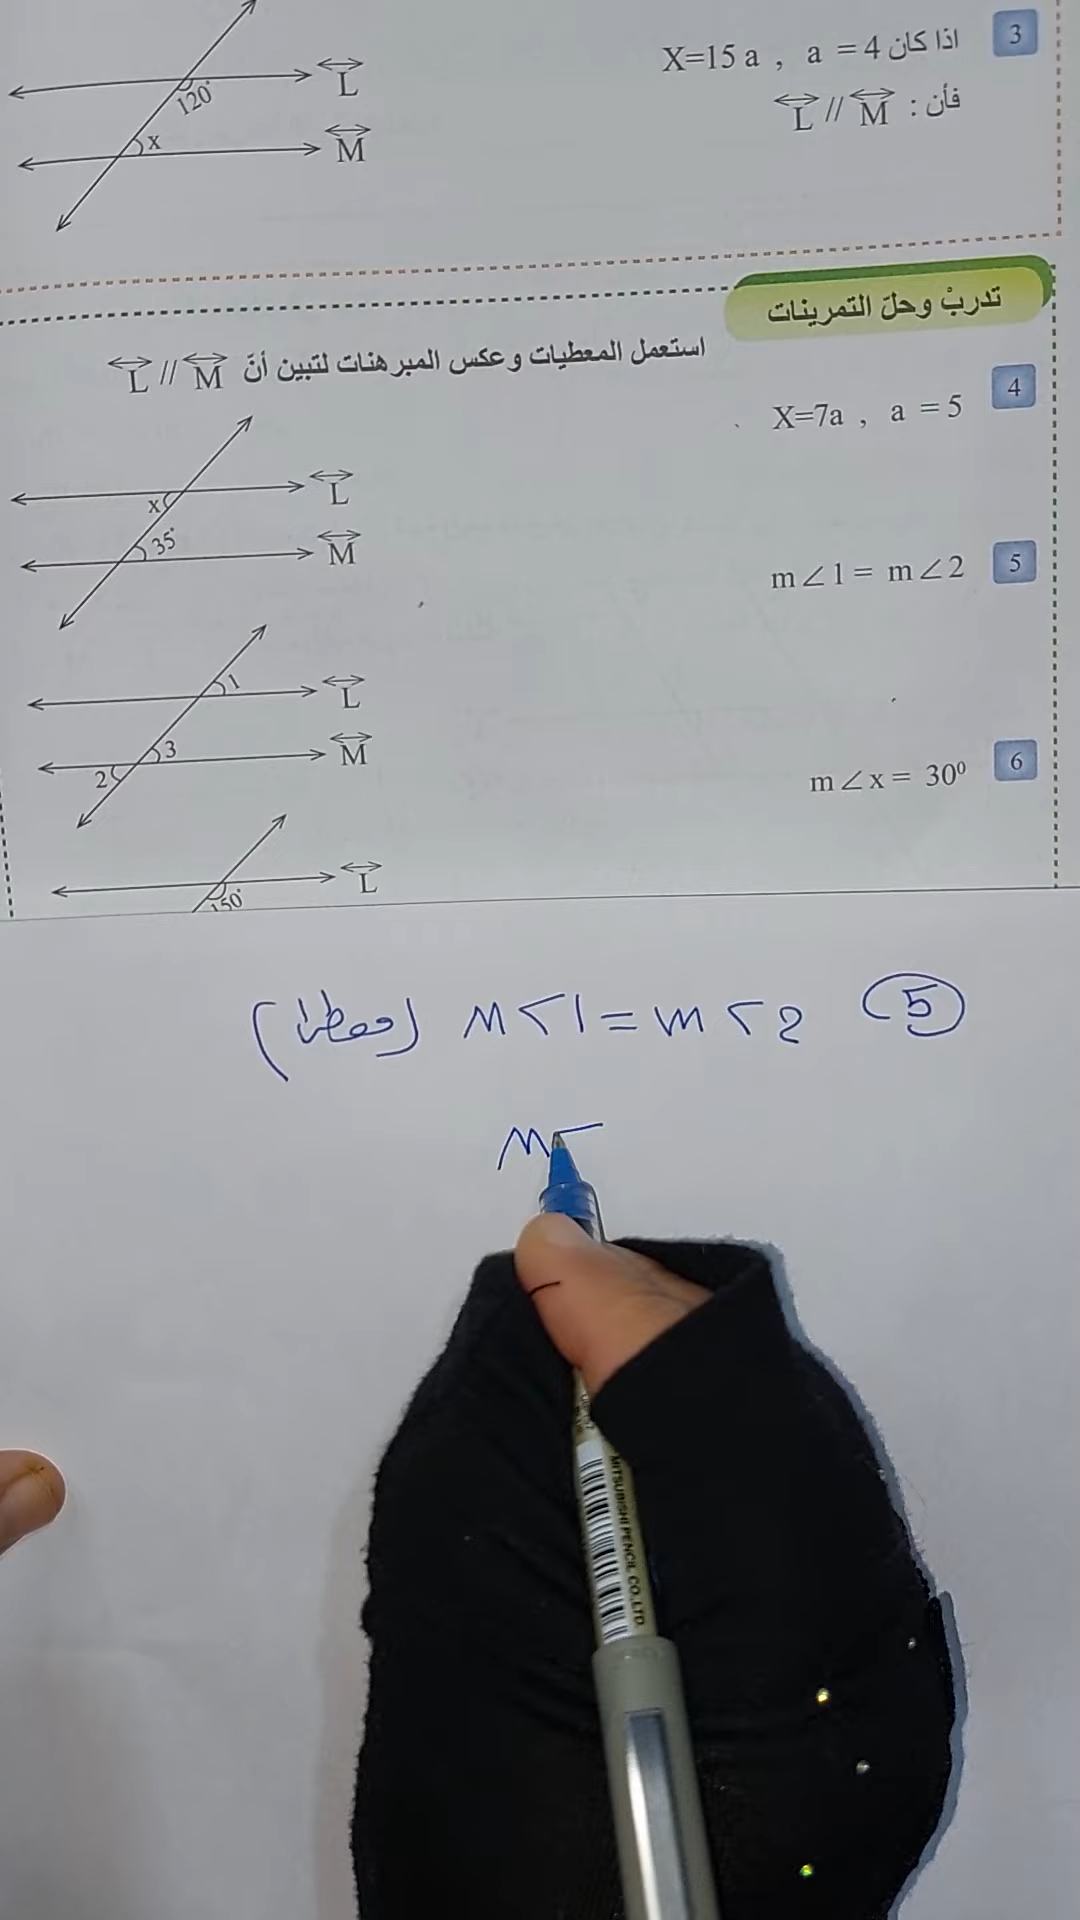 3
اذا كان X=15 a , a = 4
فأن : L // M
L
120°
x
M
تدربْ وحلّ التمرينات
استعمل المعطيات وعكس المبرهنات لتبين أنّ L // M
4
X=7a , a = 5
L
x
35°
M
5
m∠1= m∠2
1
L
3
2
M
6
m∠x= 30⁰
L
150°
5 m<1=m<2 (معطى)
m<
MITSUBISHI PENCIL CO.,LTD